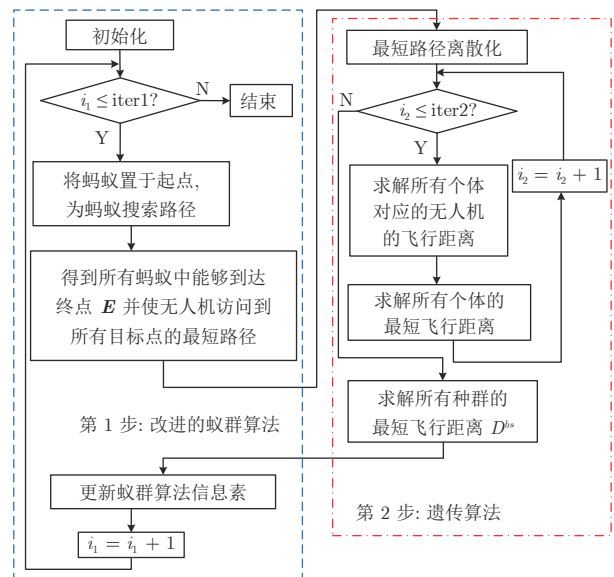 初始化
i₁ ≤ iter1?
N
结束
Y
将蚂蚁置于起点,
为蚂蚁搜索路径
得到所有蚂蚁中能够到达
终点 E 并使无人机访问到
所有目标点的最短路径
第 1 步: 改进的蚁群算法
更新蚁群算法信息素
i₁ = i₁ + 1
最短路径离散化
N
i₂ ≤ iter2?
Y
求解所有个体
对应的无人机
的飞行距离
i₂ = i₂ + 1
求解所有个体的
最短飞行距离
求解所有种群的
最短飞行距离 Dᵇˢ
第 2 步: 遗传算法